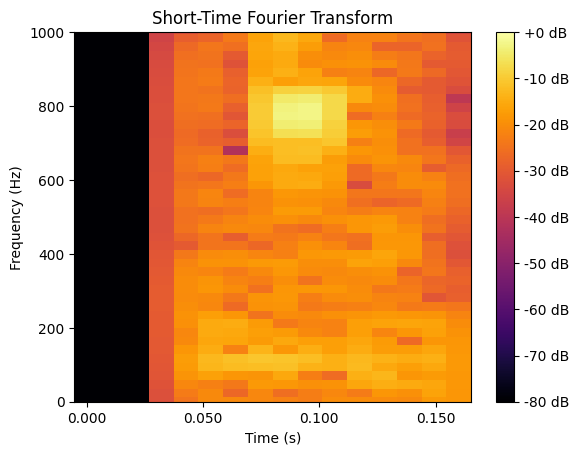 Short-Time Fourier Transform
Frequency (Hz)
1000
800
600
400
200
0
0.000
0.050
0.100
0.150
Time (s)
+0 dB
-10 dB
-20 dB
-30 dB
-40 dB
-50 dB
-60 dB
-70 dB
-80 dB